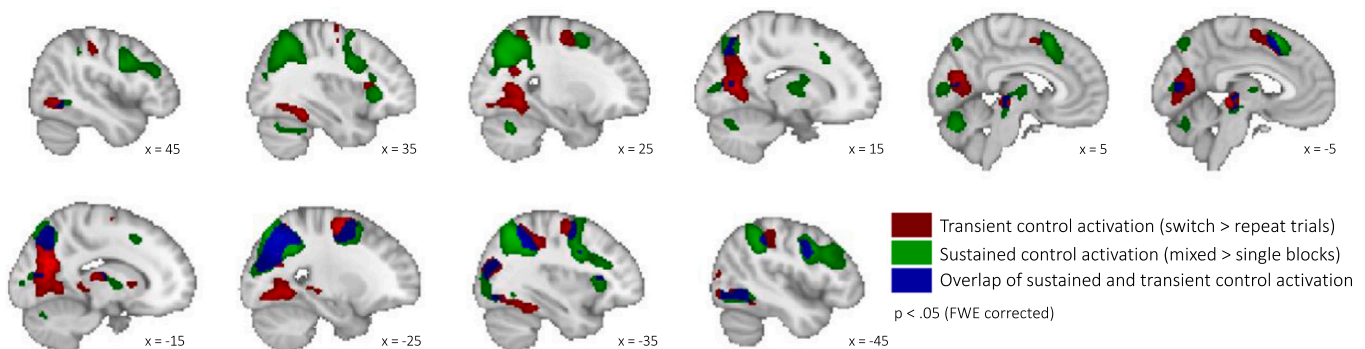 x = 45
x = 35
x = 25
x = 15
x = 5
x = -5
x = -15
x = -25
x = -35
x = -45
Transient control activation (switch > repeat trials)
Sustained control activation (mixed > single blocks)
Overlap of sustained and transient control activation
p < .05 (FWE corrected)